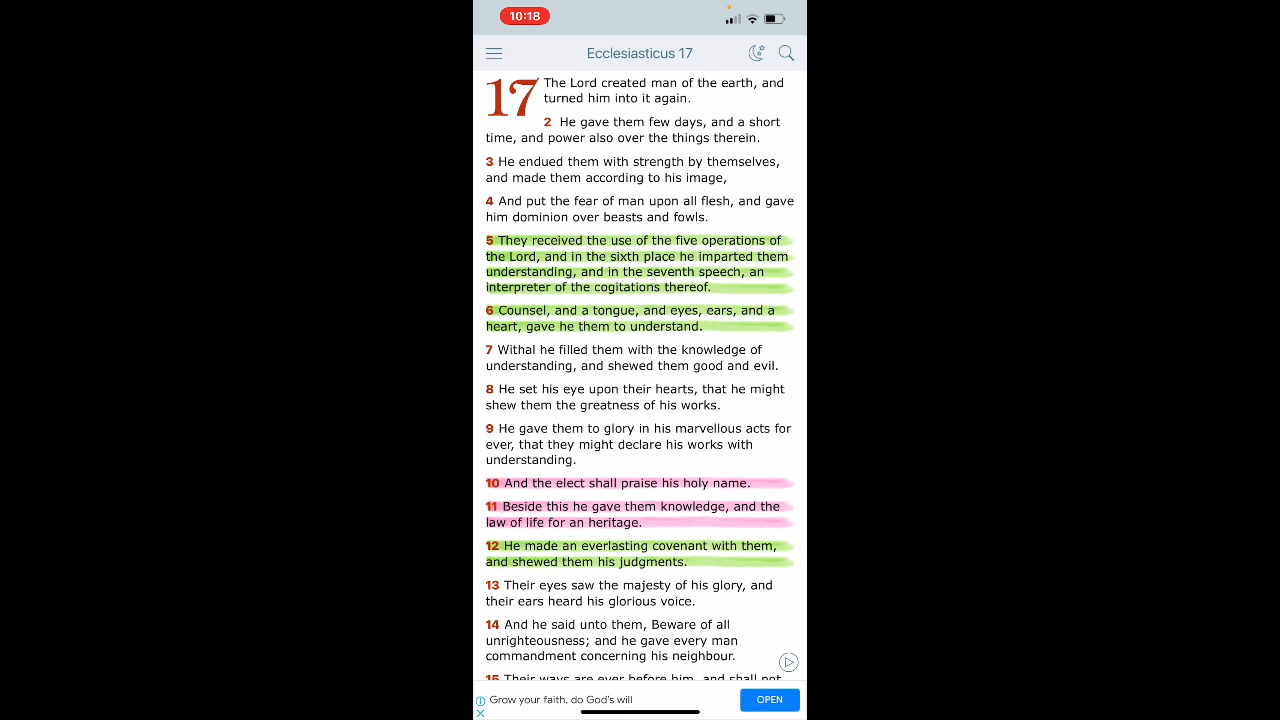 10:18
Ecclesiasticus 17
17 The Lord created man of the earth, and
turned him into it again.
2 He gave them few days, and a short
time, and power also over the things therein.
3 He endued them with strength by themselves,
and made them according to his image,
4 And put the fear of man upon all flesh, and gave
him dominion over beasts and fowls.
5 They received the use of the five operations of
the Lord, and in the sixth place he imparted them
understanding, and in the seventh speech, an
interpreter of the cogitations thereof.
6 Counsel, and a tongue, and eyes, ears, and a
heart, gave he them to understand.
7 Withal he filled them with the knowledge of
understanding, and shewed them good and evil.
8 He set his eye upon their hearts, that he might
shew them the greatness of his works.
9 He gave them to glory in his marvellous acts for
ever, that they might declare his works with
understanding.
10 And the elect shall praise his holy name.
11 Beside this he gave them knowledge, and the
law of life for an heritage.
12 He made an everlasting covenant with them,
and shewed them his judgments.
13 Their eyes saw the majesty of his glory, and
their ears heard his glorious voice.
14 And he said unto them, Beware of all
unrighteousness; and he gave every man
commandment concerning his neighbour.
15 Their ways are ever before him, and shall not
Grow your faith, do God's will
OPEN